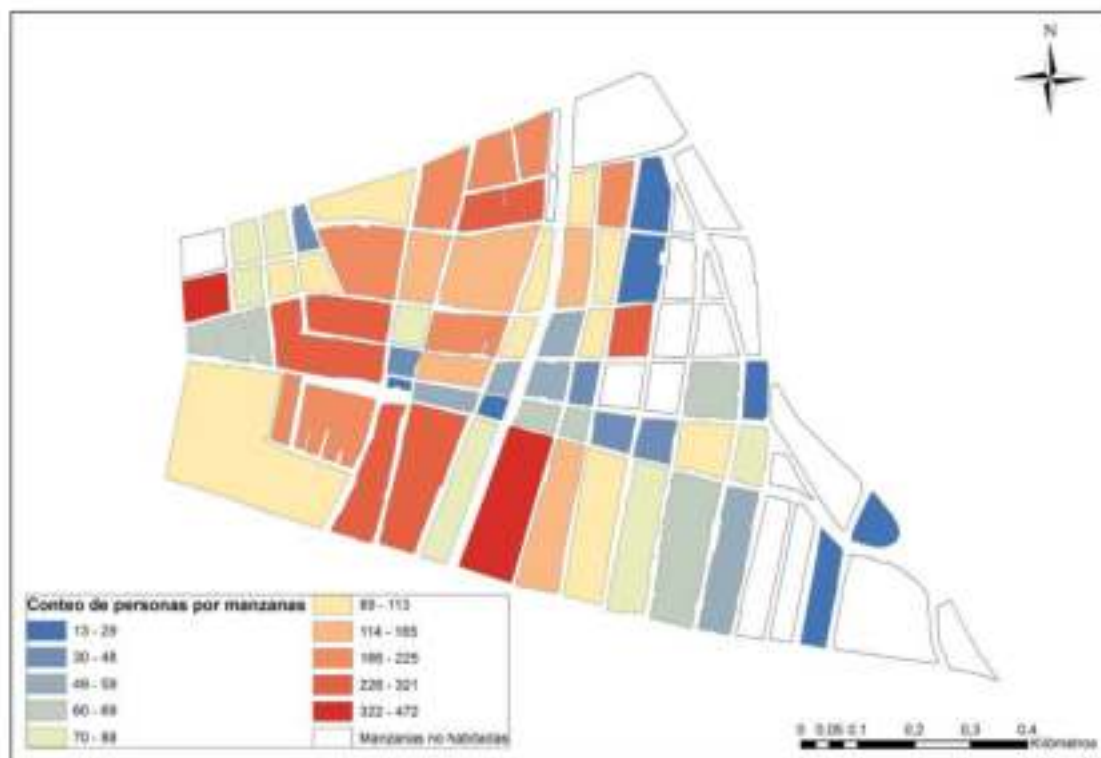 N
Conteo de personas por manzanas
13 - 29
30 - 48
49 - 59
60 - 69
70 - 88
89 - 113
114 - 165
166 - 225
226 - 321
322 - 472
Manzanas no habitadas
0 0.05 0.1 0.2 0.3 0.4
Kilómetros